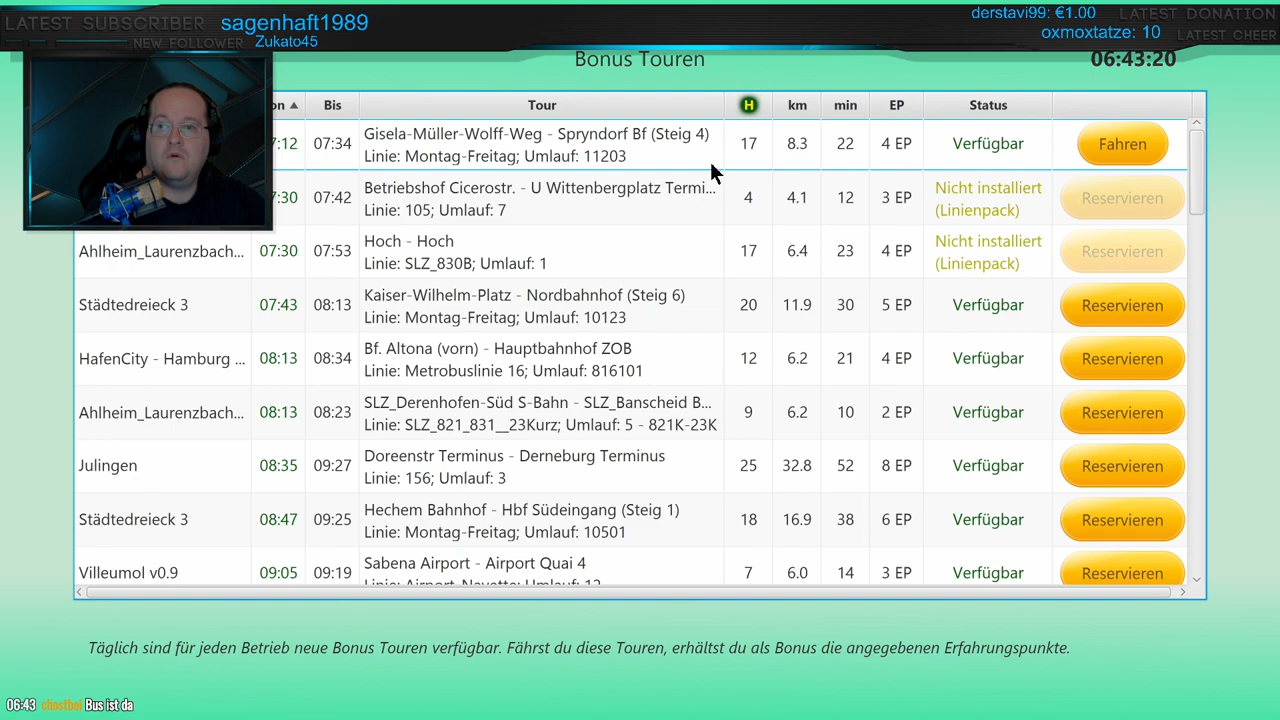 LATEST SUBSCRIBER sagenhaft1989
NEW FOLLOWER Zukato45
derstavi99: €1.00 LATEST DONATION
oxmoxtatze: 10 LATEST CHEER
Bonus Touren
06:43:20
on Bis Tour H km min EP Status
7:12 07:34 Gisela-Müller-Wolff-Weg - Spryndorf Bf (Steig 4) 17 8.3 22 4 EP Verfügbar Fahren
Linie: Montag-Freitag; Umlauf: 11203
7:30 07:42 Betriebshof Cicerostr. - U Wittenbergplatz Termi... 4 4.1 12 3 EP Nicht installiert Reservieren
Linie: 105; Umlauf: 7 (Linienpack)
Ahlheim_Laurenzbach... 07:30 07:53 Hoch - Hoch 17 6.4 23 4 EP Nicht installiert Reservieren
Linie: SLZ_830B; Umlauf: 1 (Linienpack)
Städtedreieck 3 07:43 08:13 Kaiser-Wilhelm-Platz - Nordbahnhof (Steig 6) 20 11.9 30 5 EP Verfügbar Reservieren
Linie: Montag-Freitag; Umlauf: 10123
HafenCity - Hamburg ... 08:13 08:34 Bf. Altona (vorn) - Hauptbahnhof ZOB 12 6.2 21 4 EP Verfügbar Reservieren
Linie: Metrobuslinie 16; Umlauf: 816101
Ahlheim_Laurenzbach... 08:13 08:23 SLZ_Derenhofen-Süd S-Bahn - SLZ_Banscheid B... 9 6.2 10 2 EP Verfügbar Reservieren
Linie: SLZ_821_831__23Kurz; Umlauf: 5 - 821K-23K
Julingen 08:35 09:27 Doreenstr Terminus - Derneburg Terminus 25 32.8 52 8 EP Verfügbar Reservieren
Linie: 156; Umlauf: 3
Städtedreieck 3 08:47 09:25 Hechem Bahnhof - Hbf Südeingang (Steig 1) 18 16.9 38 6 EP Verfügbar Reservieren
Linie: Montag-Freitag; Umlauf: 10501
Villeumol v0.9 09:05 09:19 Sabena Airport - Airport Quai 4 7 6.0 14 3 EP Verfügbar Reservieren
Linie: Airport-Navette; Umlauf: 12
Täglich sind für jeden Betrieb neue Bonus Touren verfügbar. Fährst du diese Touren, erhältst du als Bonus die angegebenen Erfahrungspunkte.
06:43 chostboi Bus ist da